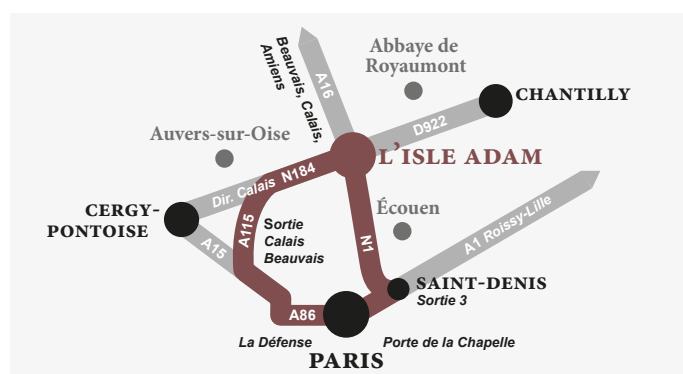 Beauvais, Calais,
Amiens
A16
Abbaye de
Royaumont
CHANTILLY
D922
Auvers-sur-Oise
L'ISLE ADAM
Dir. Calais N184
CERGY-
PONTOISE
A15
A115
Sortie
Calais
Beauvais
N1
Écouen
A1 Roissy-Lille
SAINT-DENIS
Sortie 3
A86
La Défense
PARIS
Porte de la Chapelle